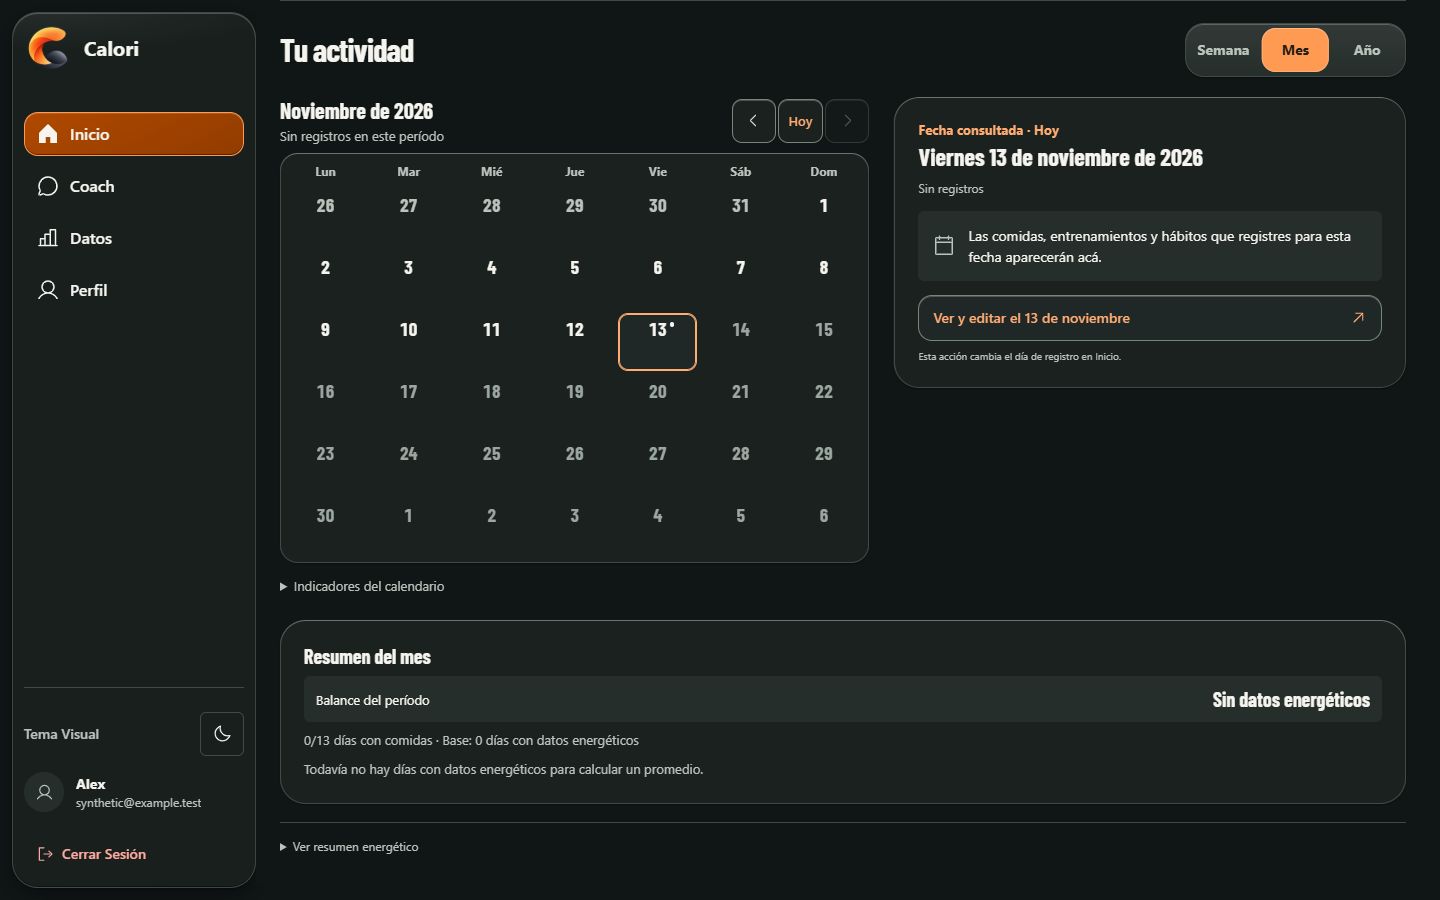 Calori
Inicio
Coach
Datos
Perfil
Tema Visual
Alex
synthetic@example.test
Cerrar Sesión
Tu actividad
Semana Mes Año
Noviembre de 2026
Sin registros en este período
Hoy
Lun Mar Mié Jue Vie Sáb Dom
26 27 28 29 30 31 1
2 3 4 5 6 7 8
9 10 11 12 13 14 15
16 17 18 19 20 21 22
23 24 25 26 27 28 29
30 1 2 3 4 5 6
Indicadores del calendario
Fecha consultada · Hoy
Viernes 13 de noviembre de 2026
Sin registros
Las comidas, entrenamientos y hábitos que registres para esta
fecha aparecerán acá.
Ver y editar el 13 de noviembre
Esta acción cambia el día de registro en Inicio.
Resumen del mes
Balance del período Sin datos energéticos
0/13 días con comidas · Base: 0 días con datos energéticos
Todavía no hay días con datos energéticos para calcular un promedio.
Ver resumen energético